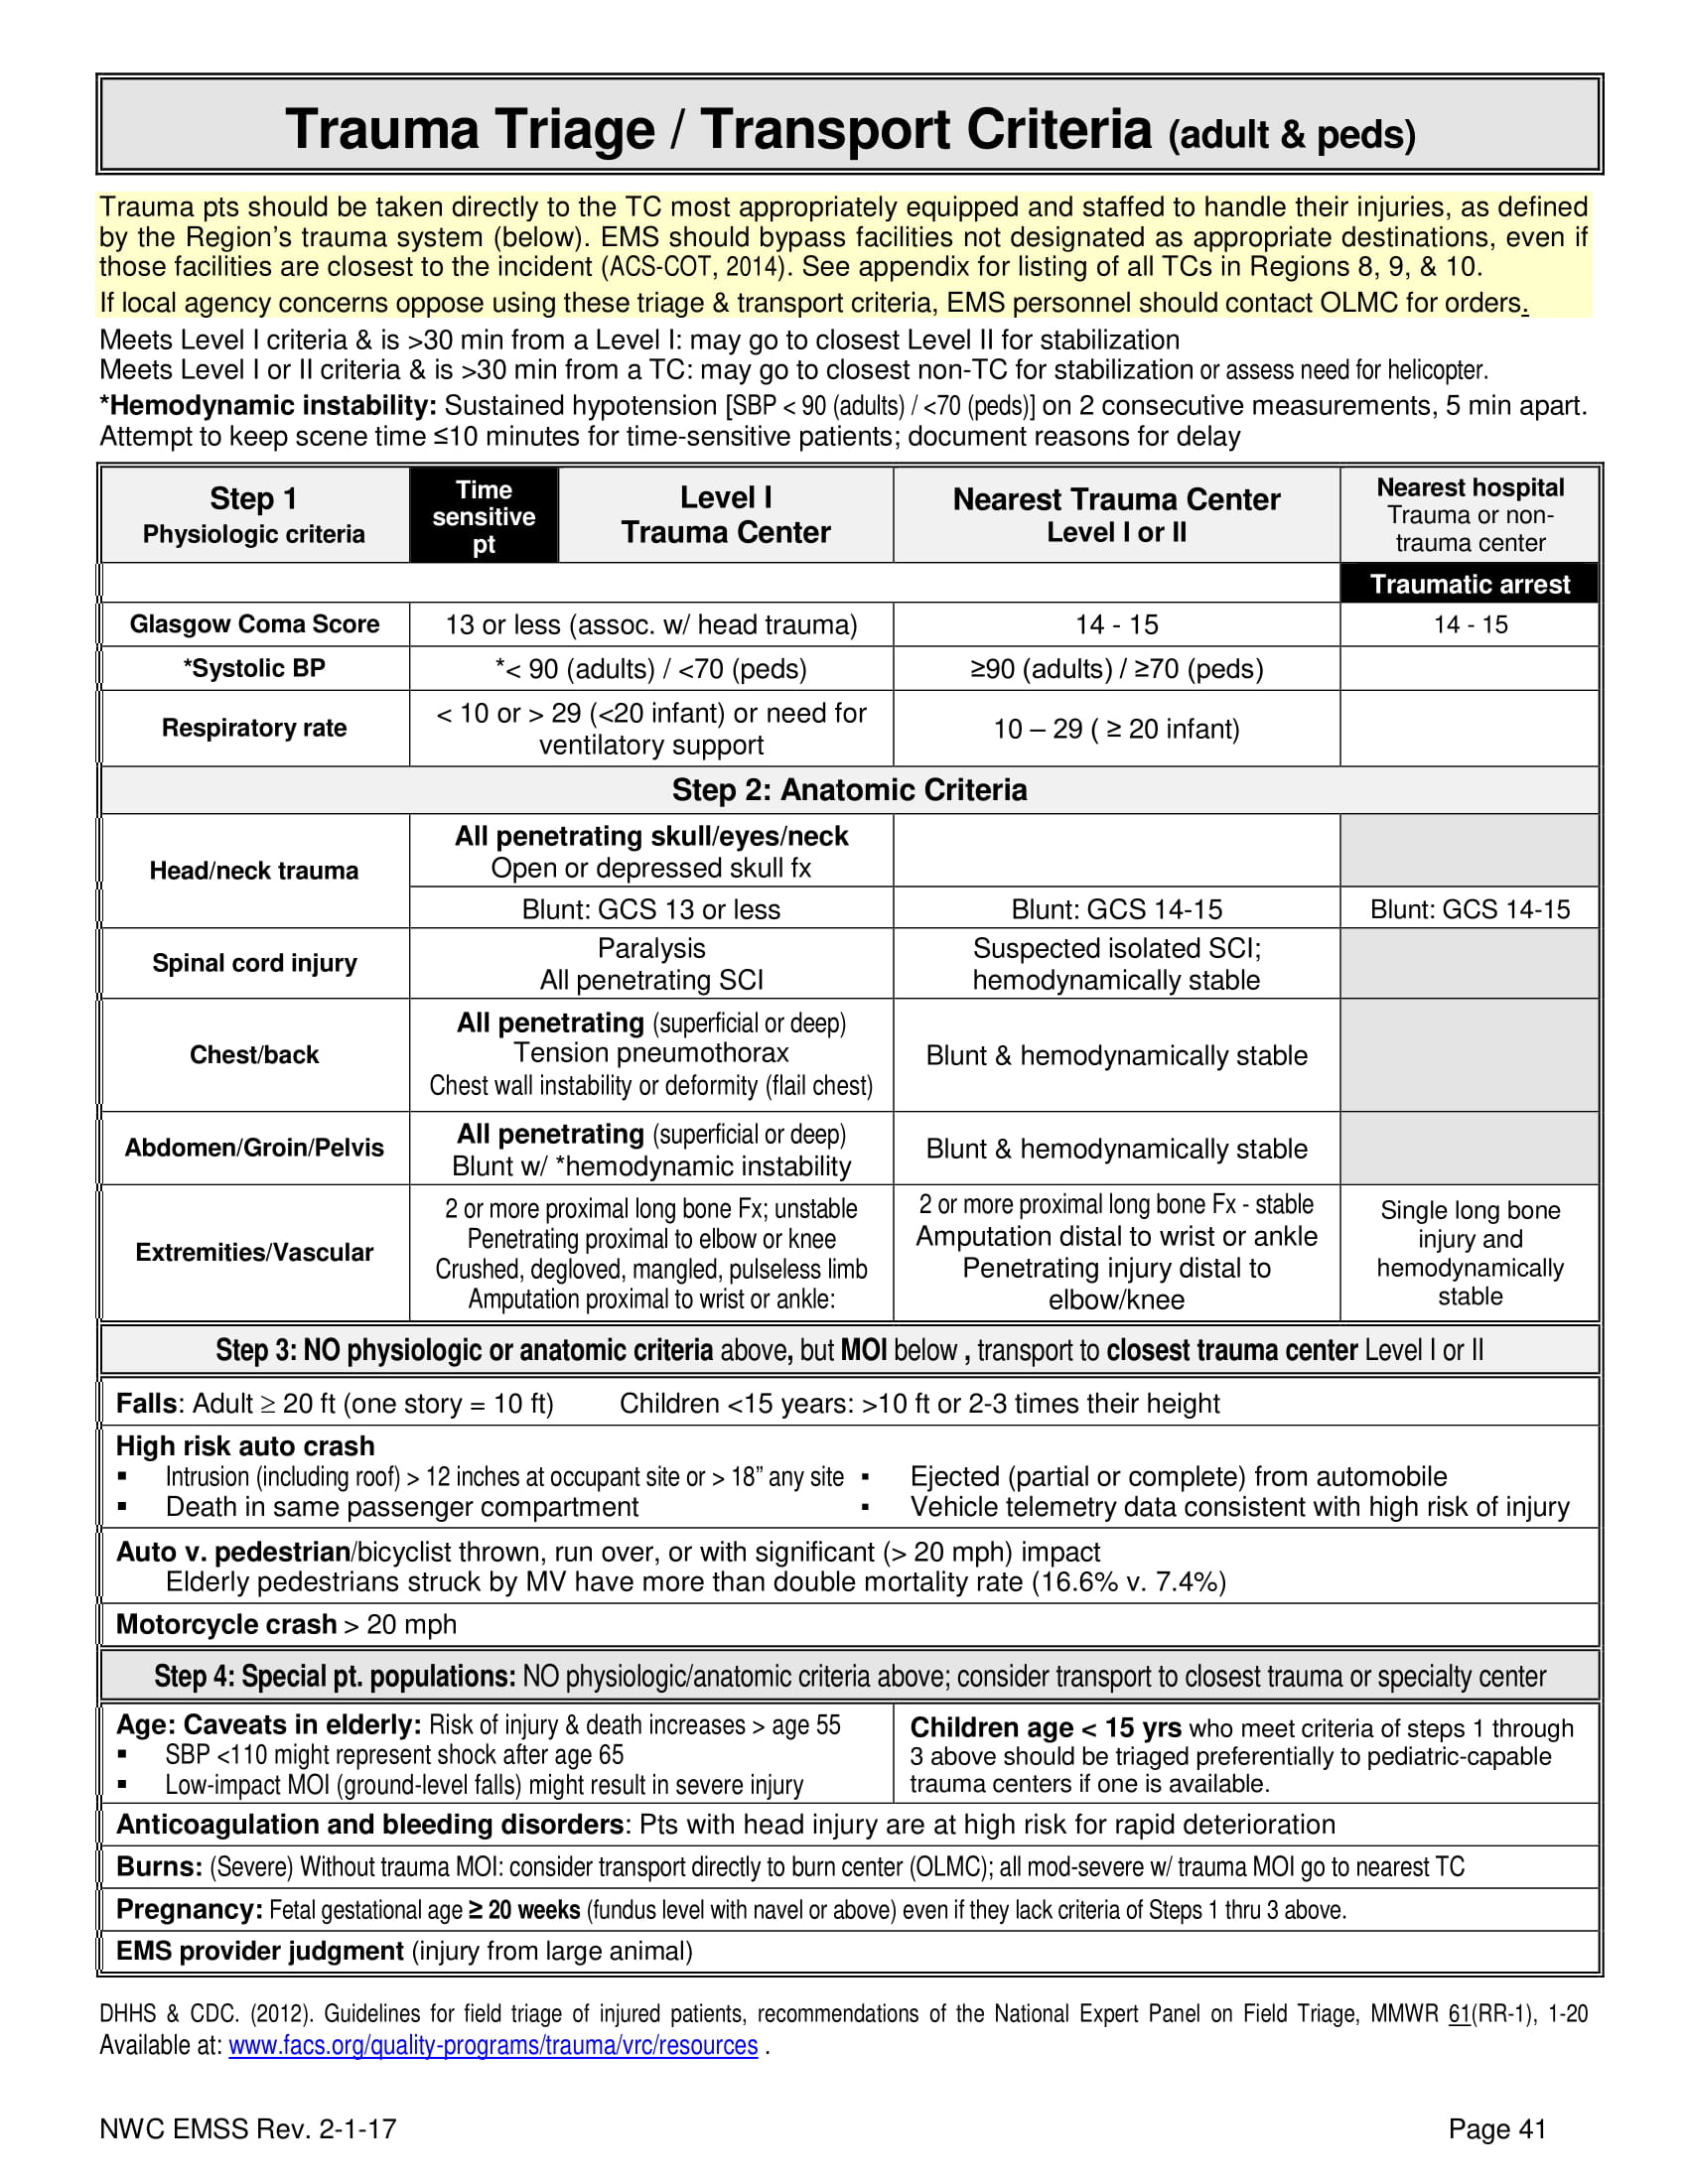 Trauma Triage / Transport Criteria (adult & peds)
Trauma pts should be taken directly to the TC most appropriately equipped and staffed to handle their injuries, as defined
by the Region’s trauma system (below). EMS should bypass facilities not designated as appropriate destinations, even if
those facilities are closest to the incident (ACS-COT, 2014). See appendix for listing of all TCs in Regions 8, 9, & 10.
If local agency concerns oppose using these triage & transport criteria, EMS personnel should contact OLMC for orders.
Meets Level I criteria & is >30 min from a Level I: may go to closest Level II for stabilization
Meets Level I or II criteria & is >30 min from a TC: may go to closest non-TC for stabilization or assess need for helicopter.
*Hemodynamic instability: Sustained hypotension [SBP < 90 (adults) / <70 (peds)] on 2 consecutive measurements, 5 min apart.
Attempt to keep scene time ≤10 minutes for time-sensitive patients; document reasons for delay
Step 1
Physiologic criteria
Time
sensitive
pt
Level I
Trauma Center
Nearest Trauma Center
Level I or II
Nearest hospital
Trauma or non-
trauma center
Traumatic arrest
Glasgow Coma Score
13 or less (assoc. w/ head trauma)
14 - 15
14 - 15
*Systolic BP
*< 90 (adults) / <70 (peds)
≥90 (adults) / ≥70 (peds)
Respiratory rate
< 10 or > 29 (<20 infant) or need for
ventilatory support
10 – 29 ( ≥ 20 infant)
Step 2: Anatomic Criteria
Head/neck trauma
All penetrating skull/eyes/neck
Open or depressed skull fx
Blunt: GCS 13 or less
Blunt: GCS 14-15
Blunt: GCS 14-15
Spinal cord injury
Paralysis
All penetrating SCI
Suspected isolated SCI;
hemodynamically stable
Chest/back
All penetrating (superficial or deep)
Tension pneumothorax
Chest wall instability or deformity (flail chest)
Blunt & hemodynamically stable
Abdomen/Groin/Pelvis
All penetrating (superficial or deep)
Blunt w/ *hemodynamic instability
Blunt & hemodynamically stable
Extremities/Vascular
2 or more proximal long bone Fx; unstable
Penetrating proximal to elbow or knee
Crushed, degloved, mangled, pulseless limb
Amputation proximal to wrist or ankle:
2 or more proximal long bone Fx - stable
Amputation distal to wrist or ankle
Penetrating injury distal to
elbow/knee
Single long bone
injury and
hemodynamically
stable
Step 3: NO physiologic or anatomic criteria above, but MOI below , transport to closest trauma center Level I or II
Falls: Adult ≥ 20 ft (one story = 10 ft) Children <15 years: >10 ft or 2-3 times their height
High risk auto crash
▪ Intrusion (including roof) > 12 inches at occupant site or > 18” any site ▪ Ejected (partial or complete) from automobile
▪ Death in same passenger compartment ▪ Vehicle telemetry data consistent with high risk of injury
Auto v. pedestrian/bicyclist thrown, run over, or with significant (> 20 mph) impact
Elderly pedestrians struck by MV have more than double mortality rate (16.6% v. 7.4%)
Motorcycle crash > 20 mph
Step 4: Special pt. populations: NO physiologic/anatomic criteria above; consider transport to closest trauma or specialty center
Age: Caveats in elderly: Risk of injury & death increases > age 55
▪ SBP <110 might represent shock after age 65
▪ Low-impact MOI (ground-level falls) might result in severe injury
Children age < 15 yrs who meet criteria of steps 1 through
3 above should be triaged preferentially to pediatric-capable
trauma centers if one is available.
Anticoagulation and bleeding disorders: Pts with head injury are at high risk for rapid deterioration
Burns: (Severe) Without trauma MOI: consider transport directly to burn center (OLMC); all mod-severe w/ trauma MOI go to nearest TC
Pregnancy: Fetal gestational age ≥ 20 weeks (fundus level with navel or above) even if they lack criteria of Steps 1 thru 3 above.
EMS provider judgment (injury from large animal)
DHHS & CDC. (2012). Guidelines for field triage of injured patients, recommendations of the National Expert Panel on Field Triage, MMWR 61(RR-1), 1-20
Available at: www.facs.org/quality-programs/trauma/vrc/resources .
NWC EMSS Rev. 2-1-17 Page 41